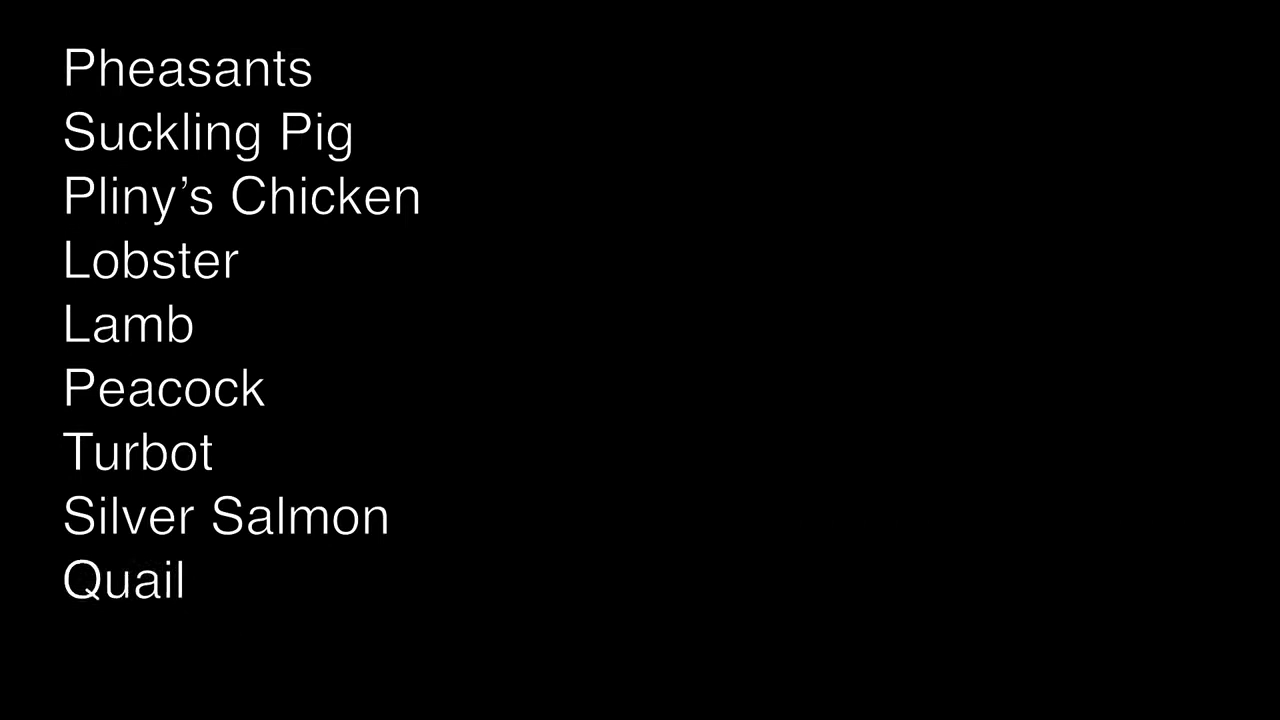 Pheasants
Suckling Pig
Pliny’s Chicken
Lobster
Lamb
Peacock
Turbot
Silver Salmon
Quail